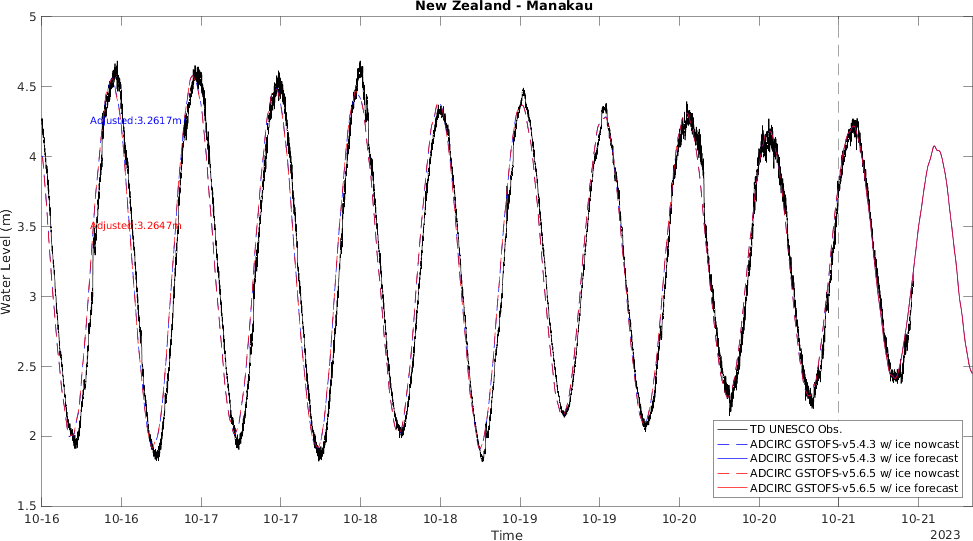 New Zealand - Manakau
5
4.5
4
3.5
3
2.5
2
1.5
Water Level (m)
Adjusted:3.2617m
Adjusted:3.2647m
TD UNESCO Obs.
ADCIRC GSTOFS-v5.4.3 w/ ice nowcast
ADCIRC GSTOFS-v5.4.3 w/ ice forecast
ADCIRC GSTOFS-v5.6.5 w/ ice nowcast
ADCIRC GSTOFS-v5.6.5 w/ ice forecast
10-16 10-16 10-17 10-17 10-18 10-18 10-19 10-19 10-20 10-20 10-21 10-21
2023
Time